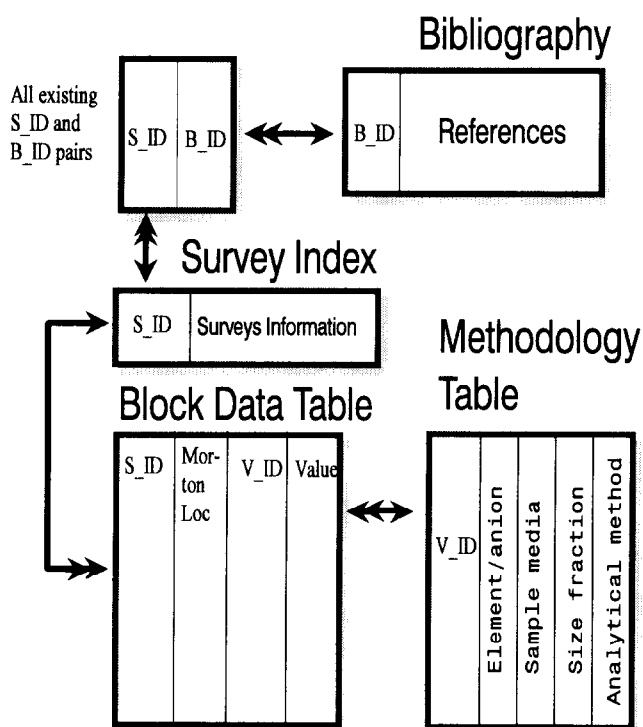 Bibliography
All existing
S_ID and
B_ID pairs
S_ID B_ID
B_ID References
Survey Index
S_ID Surveys Information
Methodology
Table
Block Data Table
S_ID Mor-
ton
Loc V_ID Value
V_ID Element/anion Sample media Size fraction Analytical method